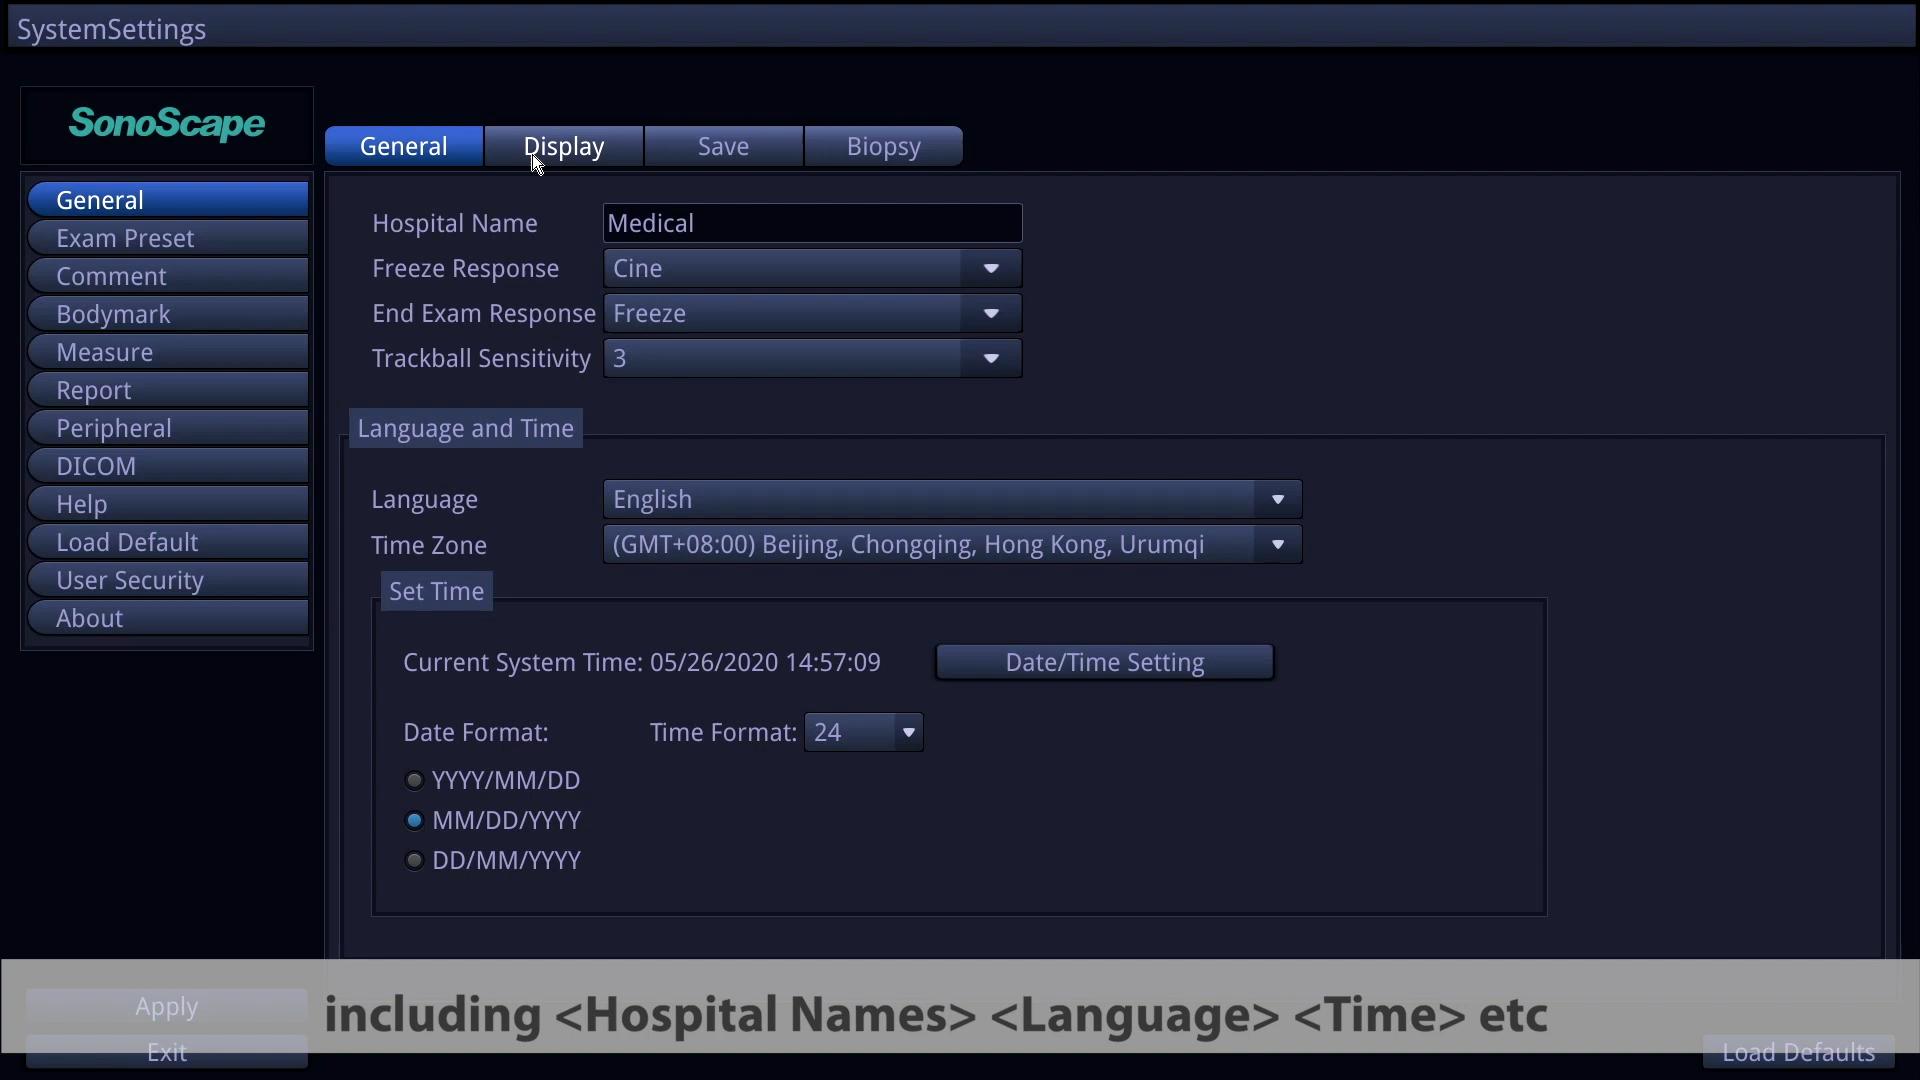 SystemSettings
SonoScape
General
Display
Save
Biopsy
General
Exam Preset
Comment
Bodymark
Measure
Report
Peripheral
DICOM
Help
Load Default
User Security
About
Hospital Name Medical
Freeze Response Cine
End Exam Response Freeze
Trackball Sensitivity 3
Language and Time
Language English
Time Zone (GMT+08:00) Beijing, Chongqing, Hong Kong, Urumqi
Set Time
Current System Time: 05/26/2020 14:57:09 Date/Time Setting
Date Format: Time Format: 24
YYYY/MM/DD
MM/DD/YYYY
DD/MM/YYYY
Apply
including <Hospital Names> <Language> <Time> etc
Exit
Load Defaults